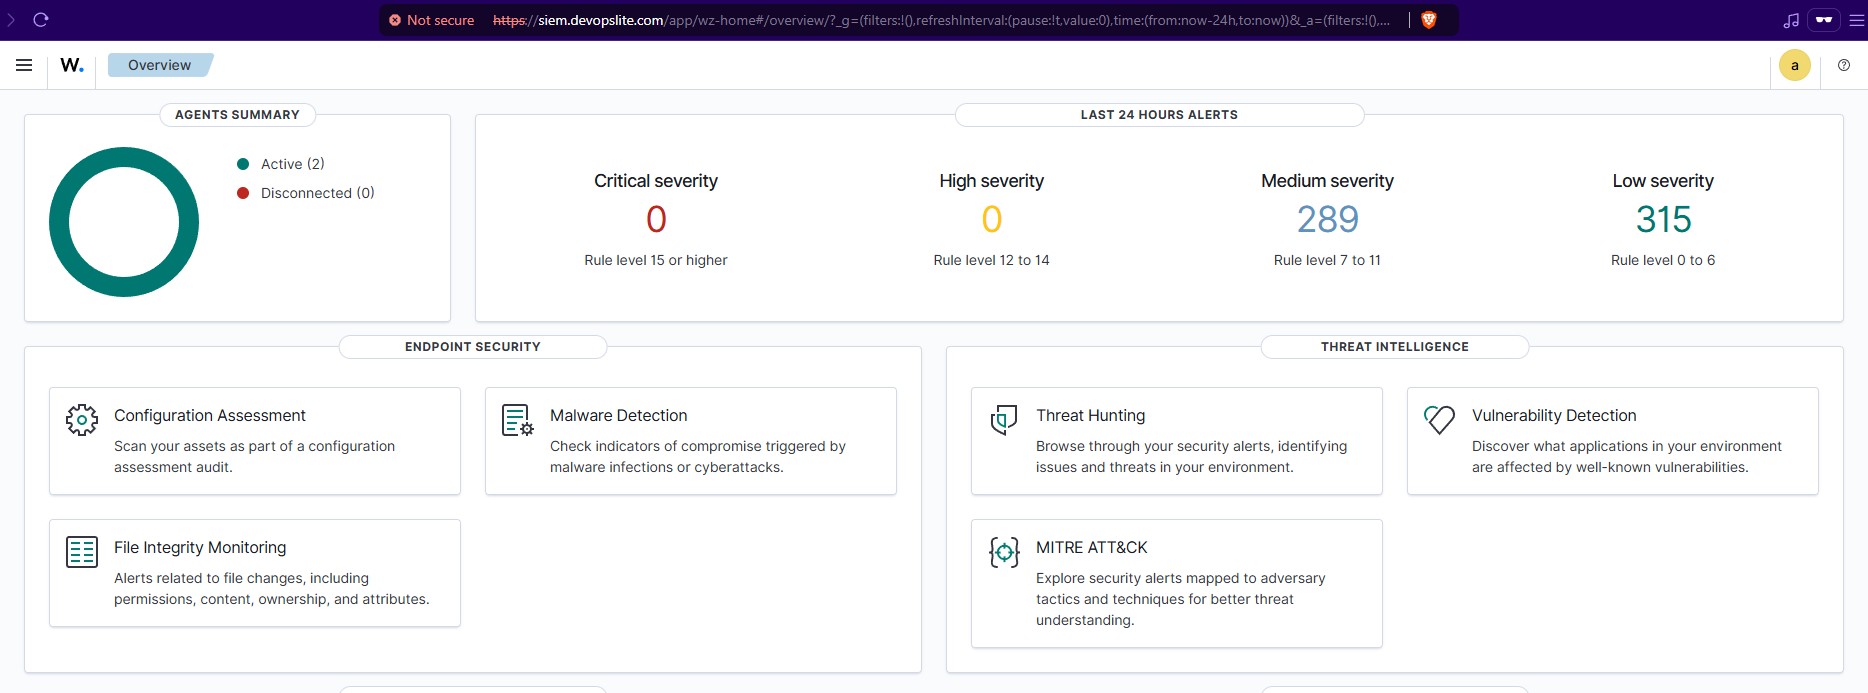 Not secure https://siem.devopslite.com/app/wz-home#/overview/?_g=(filters:!(),refreshInterval:(pause:!t,value:0),time:(from:now-24h,to:now))&_a=(filters:!(),...
W. Overview a
AGENTS SUMMARY
Active (2)
Disconnected (0)
LAST 24 HOURS ALERTS
Critical severity
0
Rule level 15 or higher
High severity
0
Rule level 12 to 14
Medium severity
289
Rule level 7 to 11
Low severity
315
Rule level 0 to 6
ENDPOINT SECURITY
Configuration Assessment
Scan your assets as part of a configuration
assessment audit.
Malware Detection
Check indicators of compromise triggered by
malware infections or cyberattacks.
File Integrity Monitoring
Alerts related to file changes, including
permissions, content, ownership, and attributes.
THREAT INTELLIGENCE
Threat Hunting
Browse through your security alerts, identifying
issues and threats in your environment.
Vulnerability Detection
Discover what applications in your environment
are affected by well-known vulnerabilities.
MITRE ATT&CK
Explore security alerts mapped to adversary
tactics and techniques for better threat
understanding.